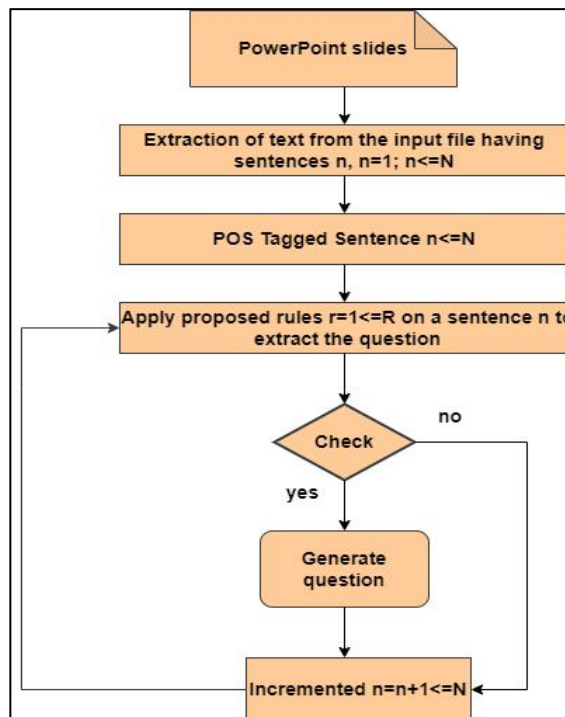 PowerPoint slides
Extraction of text from the input file having
sentences n, n=1; n<=N
POS Tagged Sentence n<=N
Apply proposed rules r=1<=R on a sentence n to
extract the question
Check
no
yes
Generate
question
Incremented n=n+1<=N